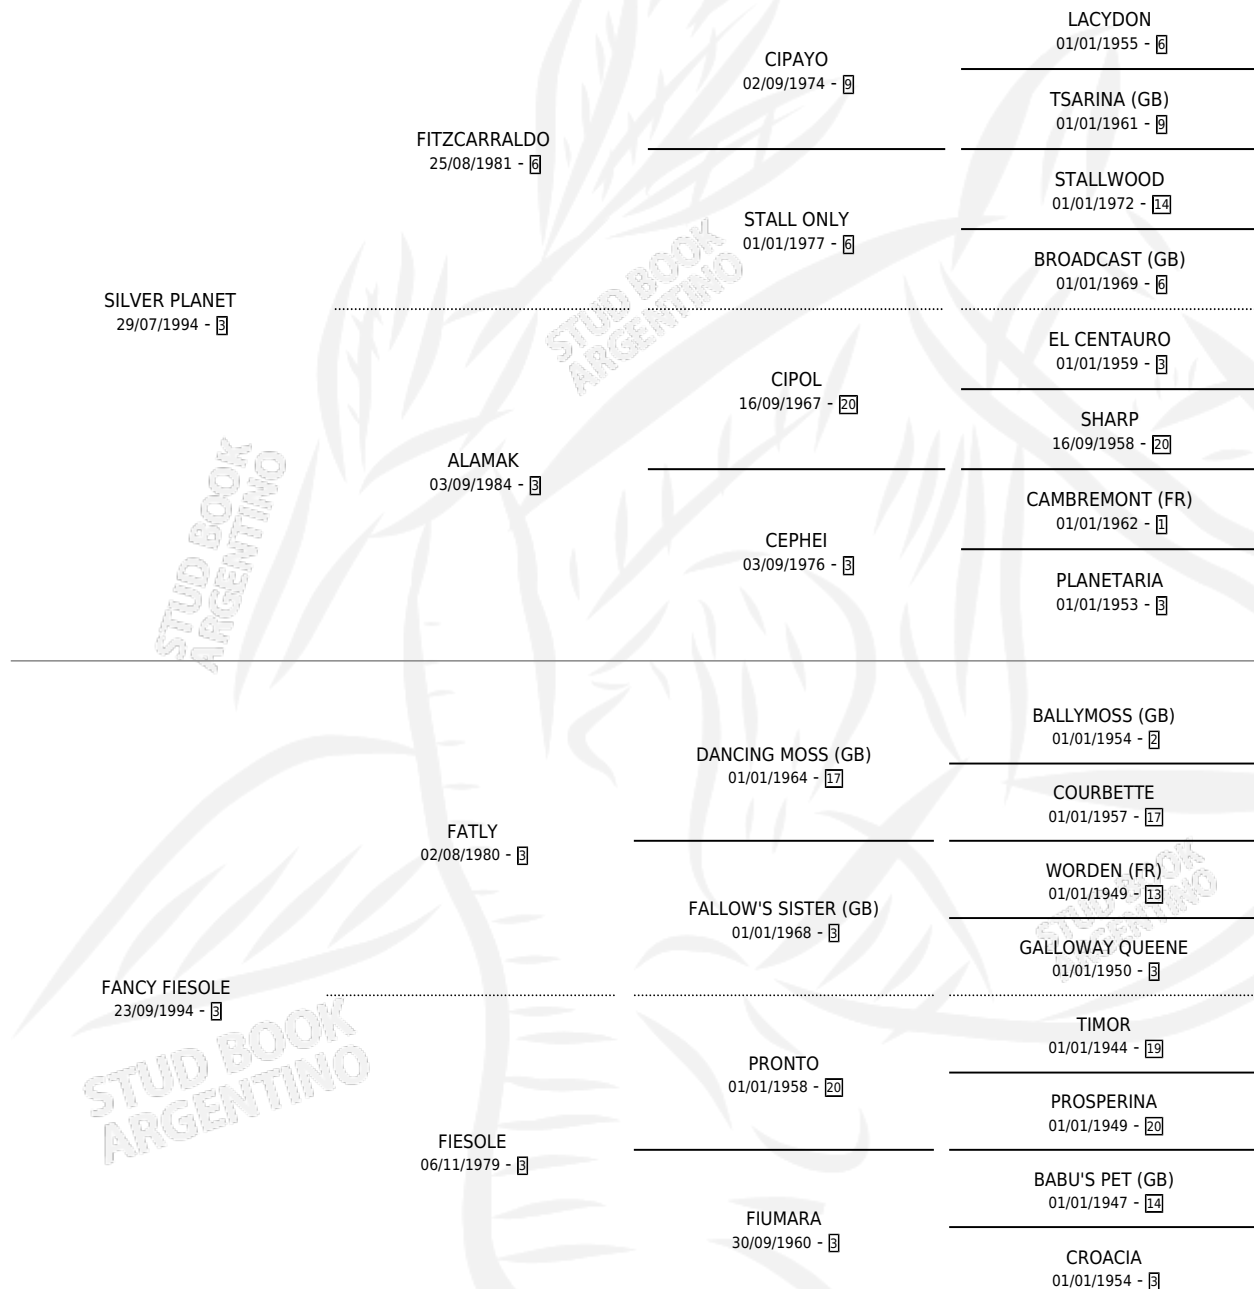 LACYDON
01/01/1955 - 6
CIPAYO
02/09/1974 - 9
TSARINA (GB)
01/01/1961 - 9
FITZCARRALDO
25/08/1981 - 6
STALLWOOD
01/01/1972 - 14
STALL ONLY
01/01/1977 - 6
BROADCAST (GB)
01/01/1969 - 6
SILVER PLANET
29/07/1994 - 3
EL CENTAURO
01/01/1959 - 3
CIPOL
16/09/1967 - 20
SHARP
16/09/1958 - 20
ALAMAK
03/09/1984 - 3
CAMBREMONT (FR)
01/01/1962 - 1
CEPHEI
03/09/1976 - 3
PLANETARIA
01/01/1953 - 3
BALLYMOSS (GB)
01/01/1954 - 2
DANCING MOSS (GB)
01/01/1964 - 17
COURBETTE
01/01/1957 - 17
FATLY
02/08/1980 - 3
WORDEN (FR)
01/01/1949 - 13
FALLOW'S SISTER (GB)
01/01/1968 - 3
GALLOWAY QUEENE
01/01/1950 - 3
FANCY FIESOLE
23/09/1994 - 3
TIMOR
01/01/1944 - 19
PRONTO
01/01/1958 - 20
PROSPERINA
01/01/1949 - 20
FIESOLE
06/11/1979 - 3
BABU'S PET (GB)
01/01/1947 - 14
FIUMARA
30/09/1960 - 3
CROACIA
01/01/1954 - 3
STUD BOOK
ARGENTINO
STUD BOOK
ARGENTINO
STUD BOOK
ARGENTINO
STUD BOOK
ARGENTINO